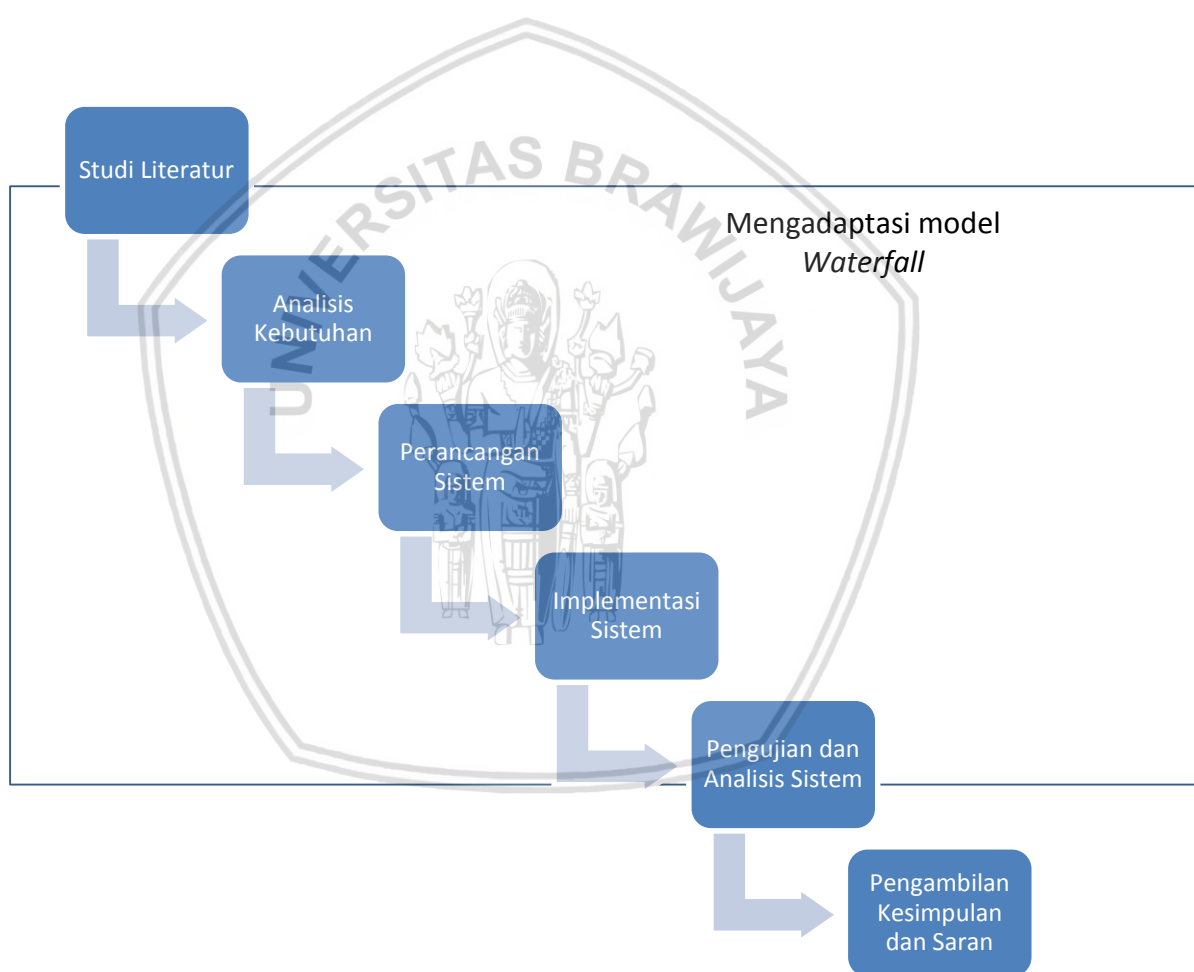 UNIVERSITAS BRAWIJAYA
Studi Literatur
Mengadaptasi model
Waterfall
Analisis
Kebutuhan
Perancangan
Sistem
Implementasi
Sistem
Pengujian dan
Analisis Sistem
Pengambilan
Kesimpulan
dan Saran